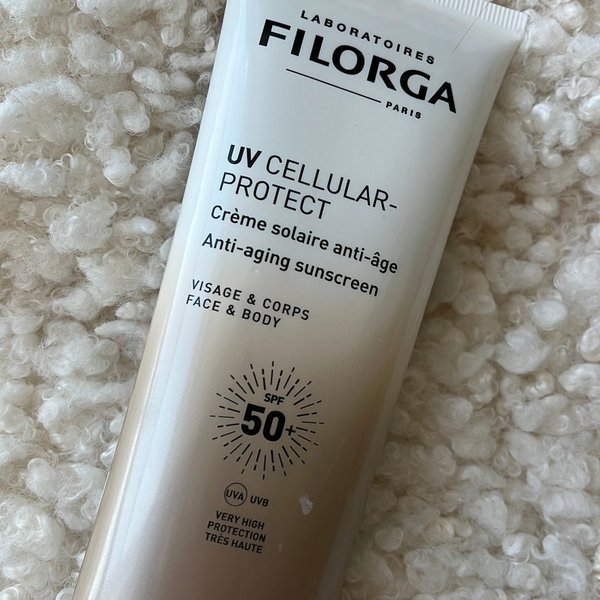 LABORATOIRES
FILORGA
PARIS
UV CELLULAR-
PROTECT
Crème solaire anti-âge
Anti-aging sunscreen
VISAGE & CORPS
FACE & BODY
SPF
50+
UVA UVB
VERY HIGH
PROTECTION
TRÈS HAUTE